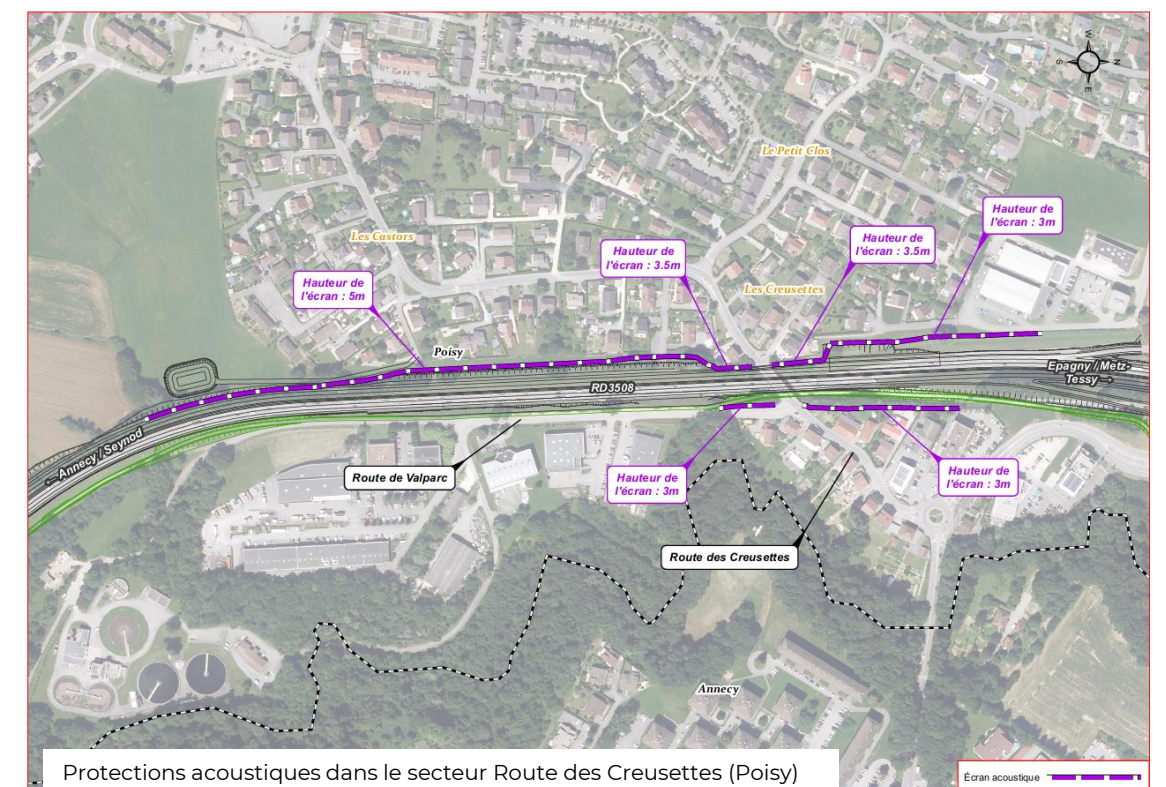 W
S
N
E
Le Petit Clos
Hauteur de
l'écran : 3m
Les Castors
Hauteur de
l'écran : 3.5m
Hauteur de
l'écran : 3.5m
Hauteur de
l'écran : 5m
Les Creusettes
Poisy
Epagny / Metz-
Tessy
RD3508
Annecy / Seynod
Route de Valparc
Hauteur de
l'écran : 3m
Hauteur de
l'écran : 3m
Route des Creusettes
Annecy
Protections acoustiques dans le secteur Route des Creusettes (Poisy)
Écran acoustique